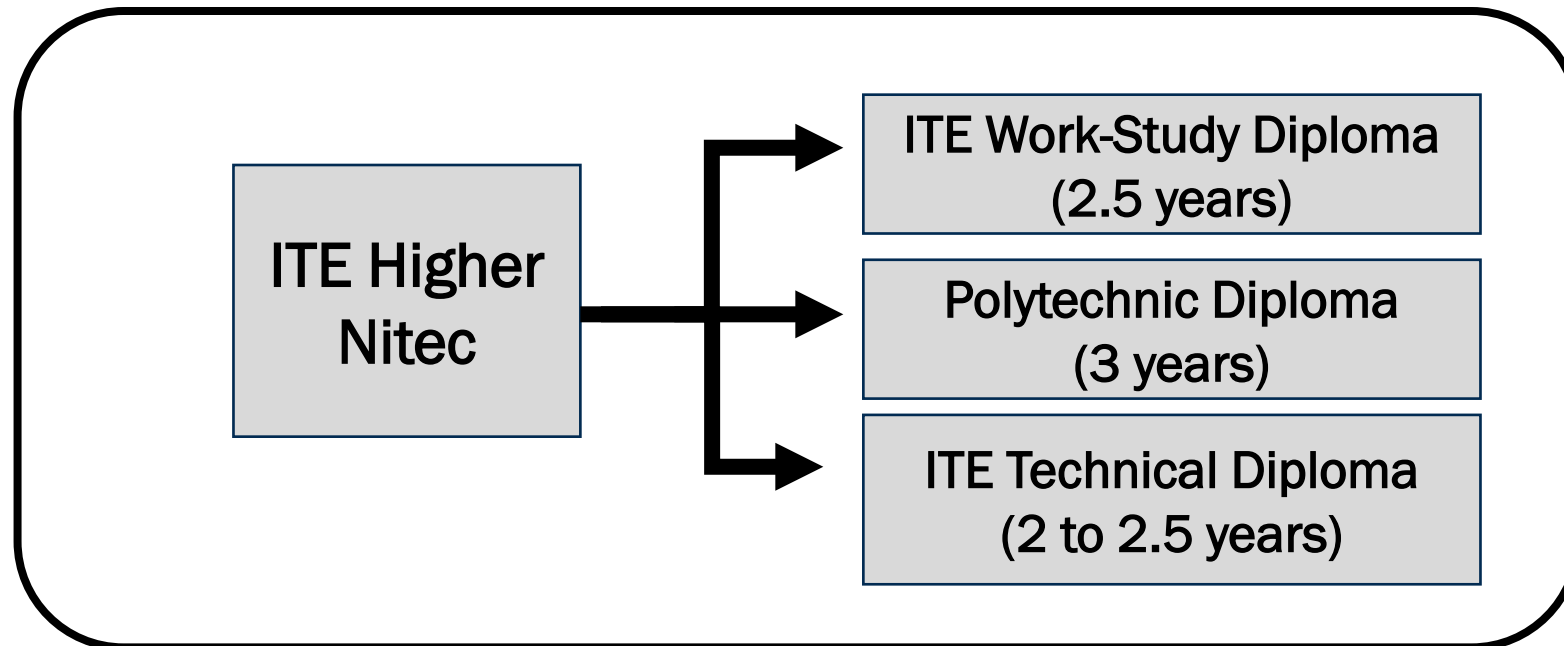 ITE Higher
Nitec
ITE Work-Study Diploma
(2.5 years)
Polytechnic Diploma
(3 years)
ITE Technical Diploma
(2 to 2.5 years)